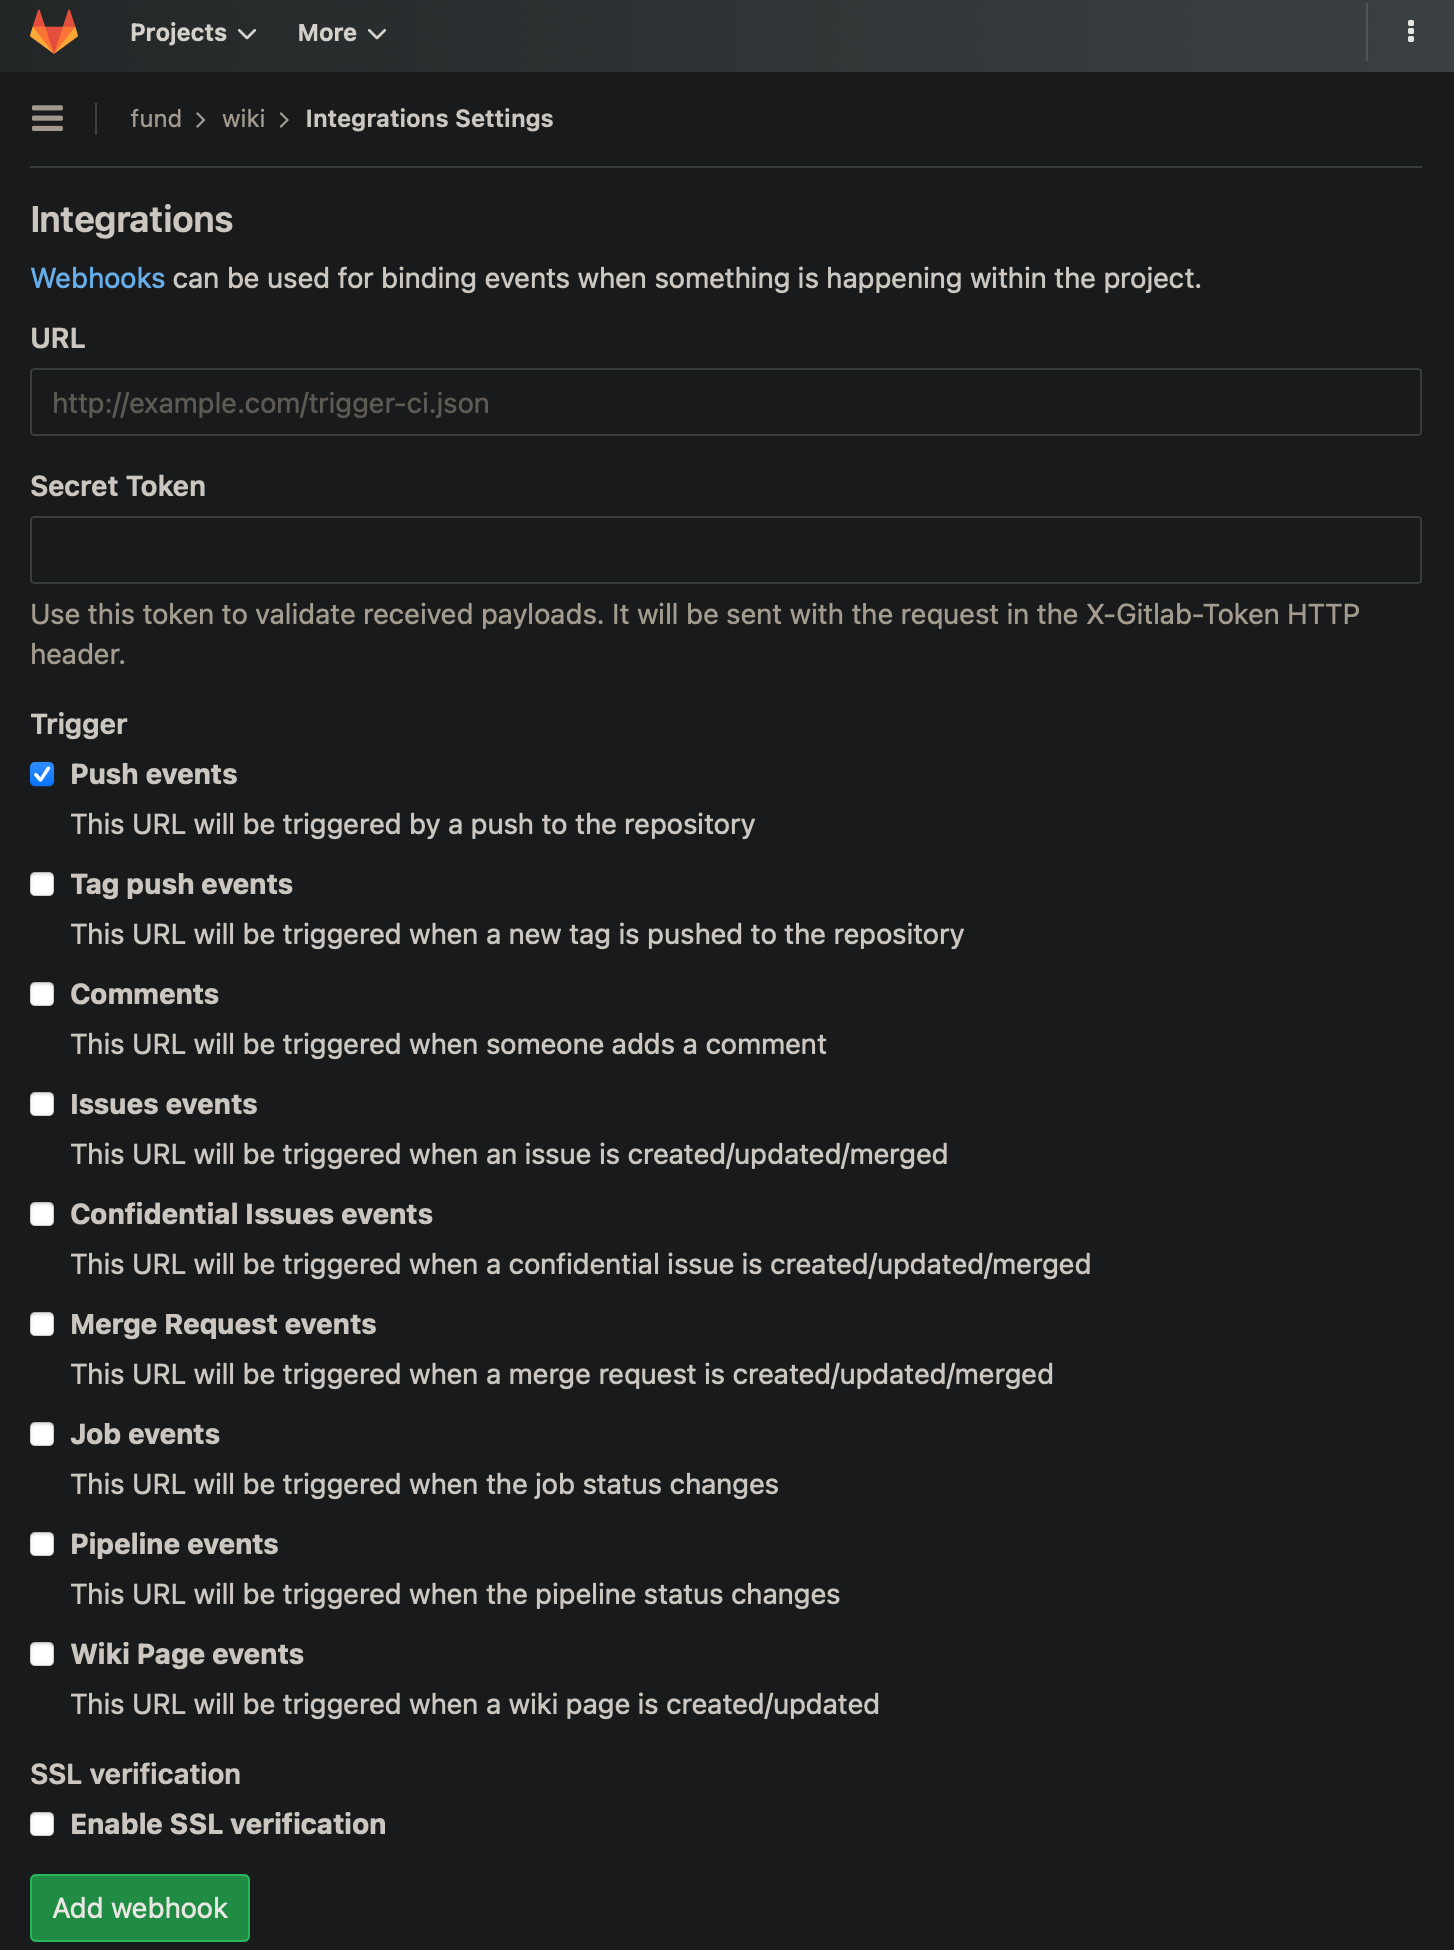 Projects More
fund > wiki > Integrations Settings
Integrations
Webhooks can be used for binding events when something is happening within the project.
URL
http://example.com/trigger-ci.json
Secret Token
Use this token to validate received payloads. It will be sent with the request in the X-Gitlab-Token HTTP
header.
Trigger
Push events
This URL will be triggered by a push to the repository
Tag push events
This URL will be triggered when a new tag is pushed to the repository
Comments
This URL will be triggered when someone adds a comment
Issues events
This URL will be triggered when an issue is created/updated/merged
Confidential Issues events
This URL will be triggered when a confidential issue is created/updated/merged
Merge Request events
This URL will be triggered when a merge request is created/updated/merged
Job events
This URL will be triggered when the job status changes
Pipeline events
This URL will be triggered when the pipeline status changes
Wiki Page events
This URL will be triggered when a wiki page is created/updated
SSL verification
Enable SSL verification
Add webhook